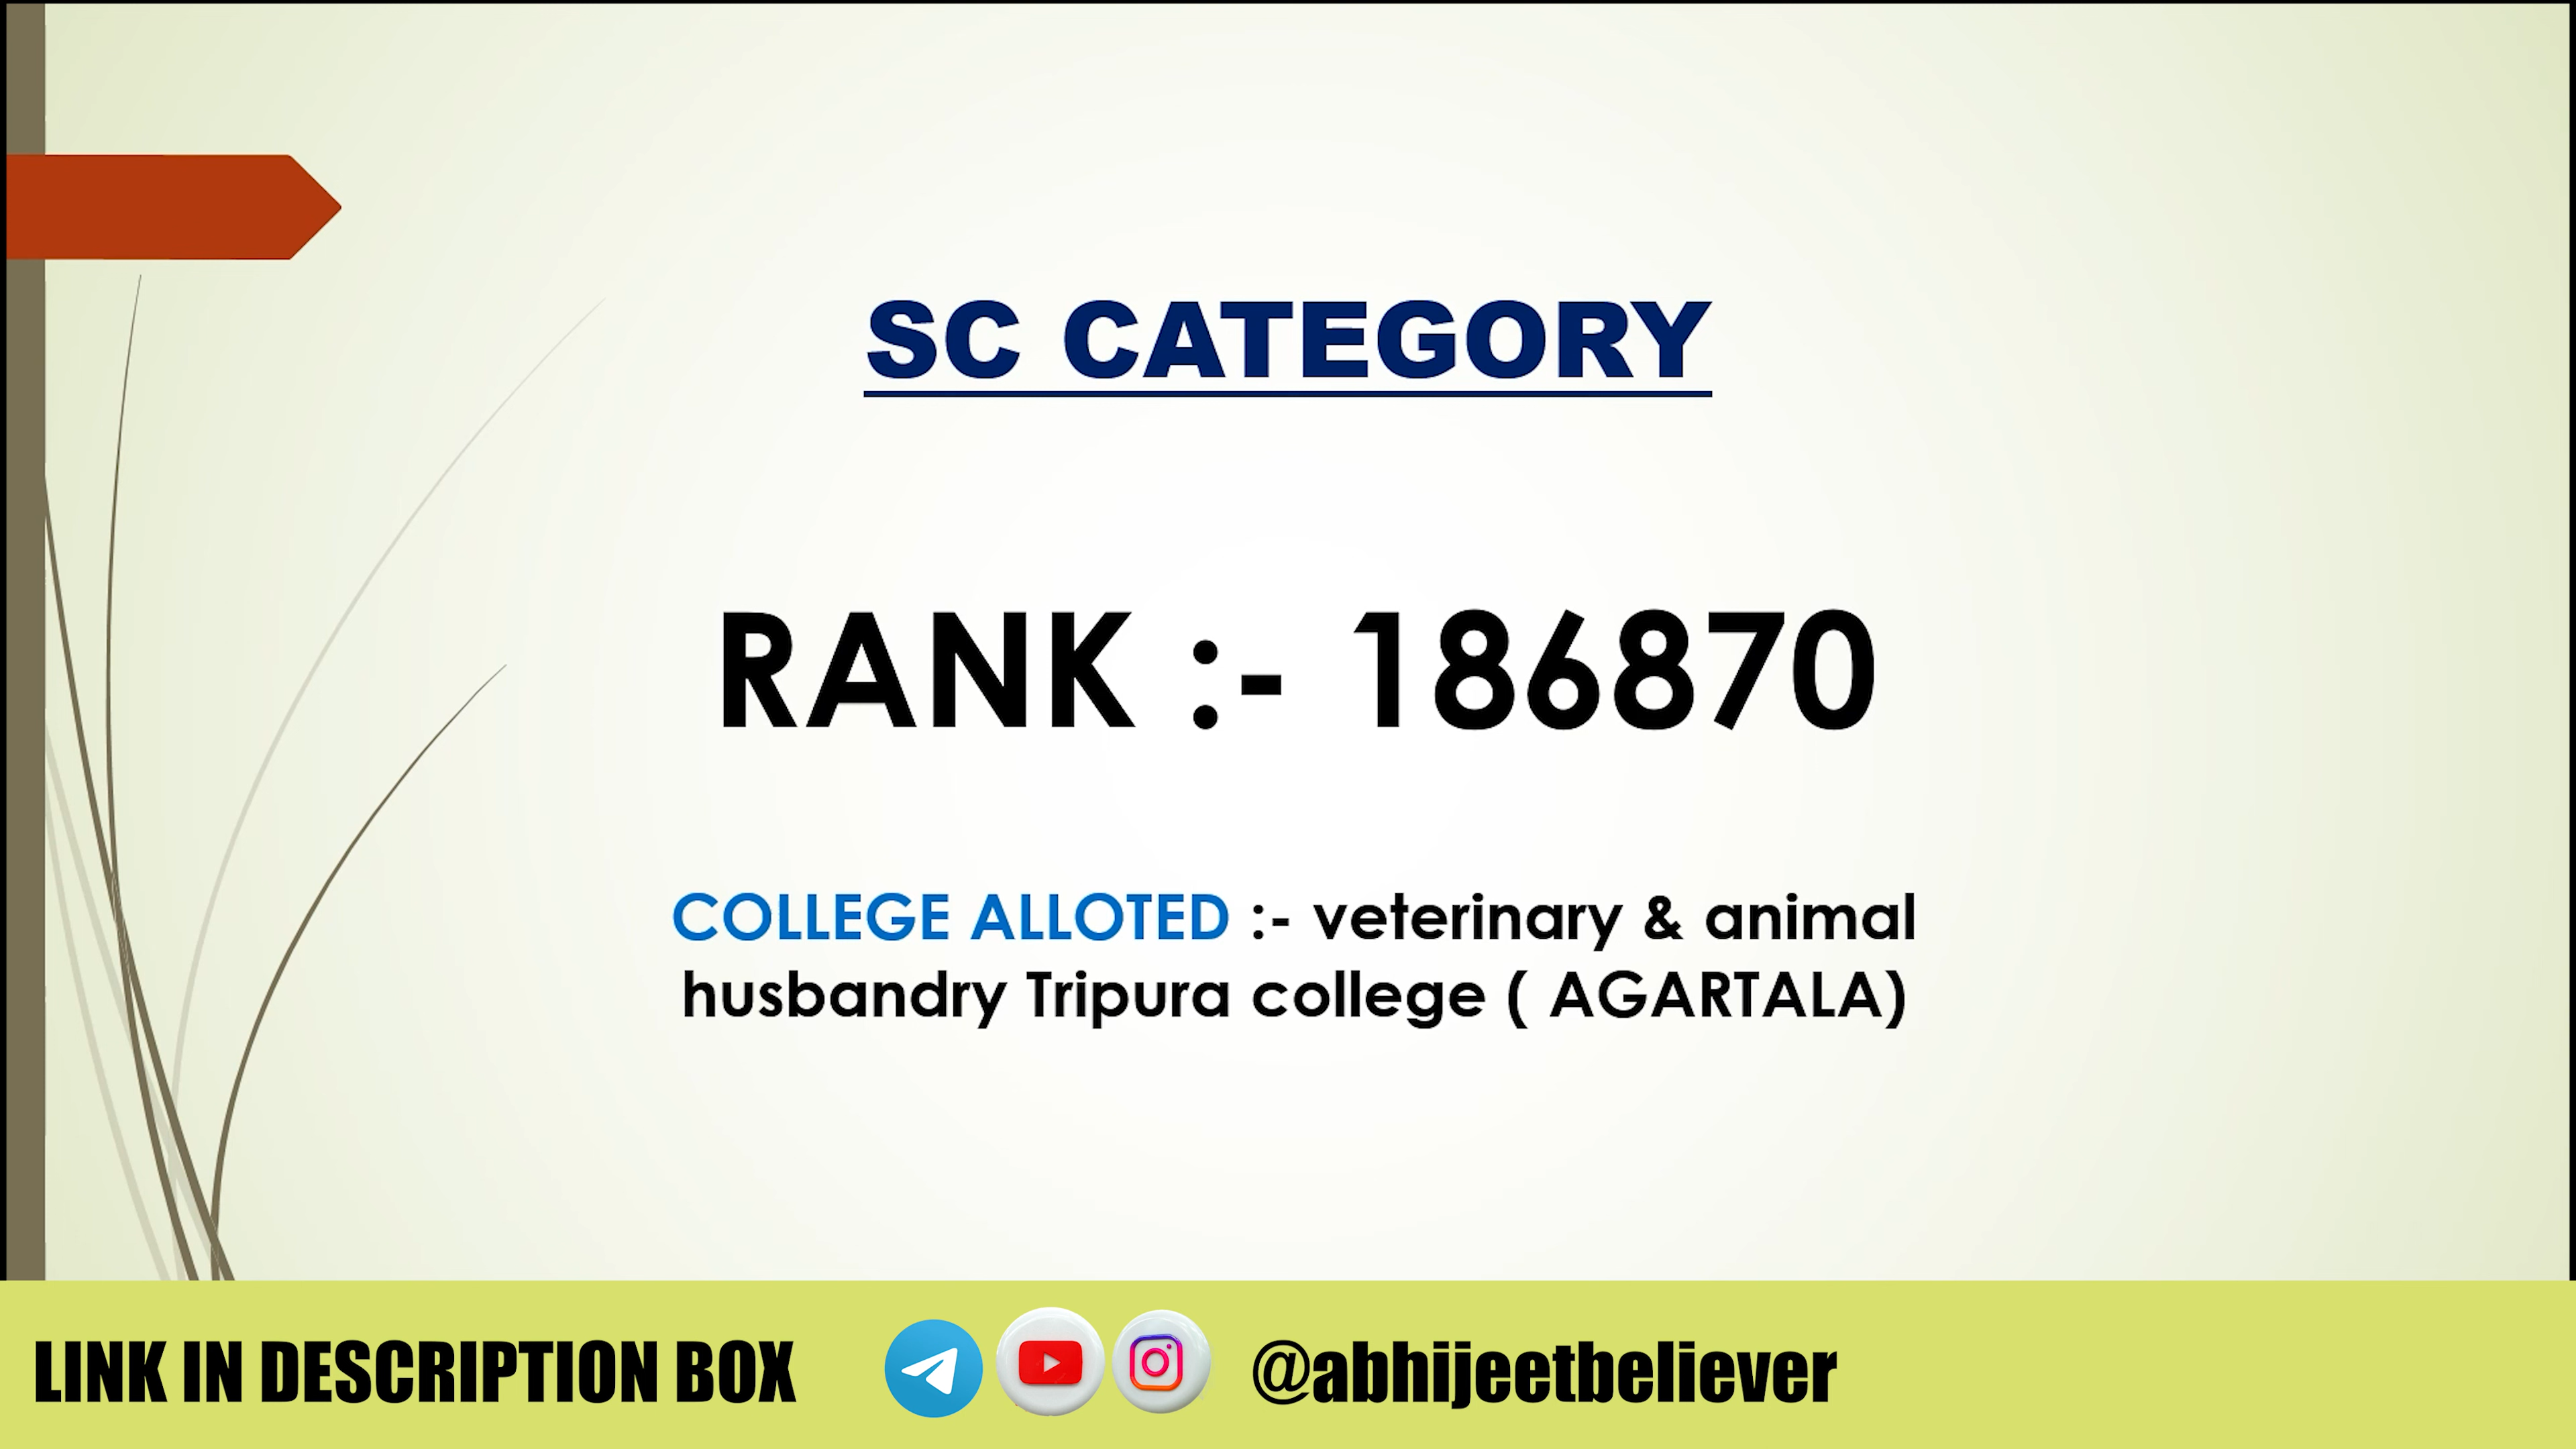 SC CATEGORY
RANK :- 186870
COLLEGE ALLOTED :- veterinary & animal
husbandry Tripura college ( AGARTALA)
LINK IN DESCRIPTION BOX @abhijeetbeliever